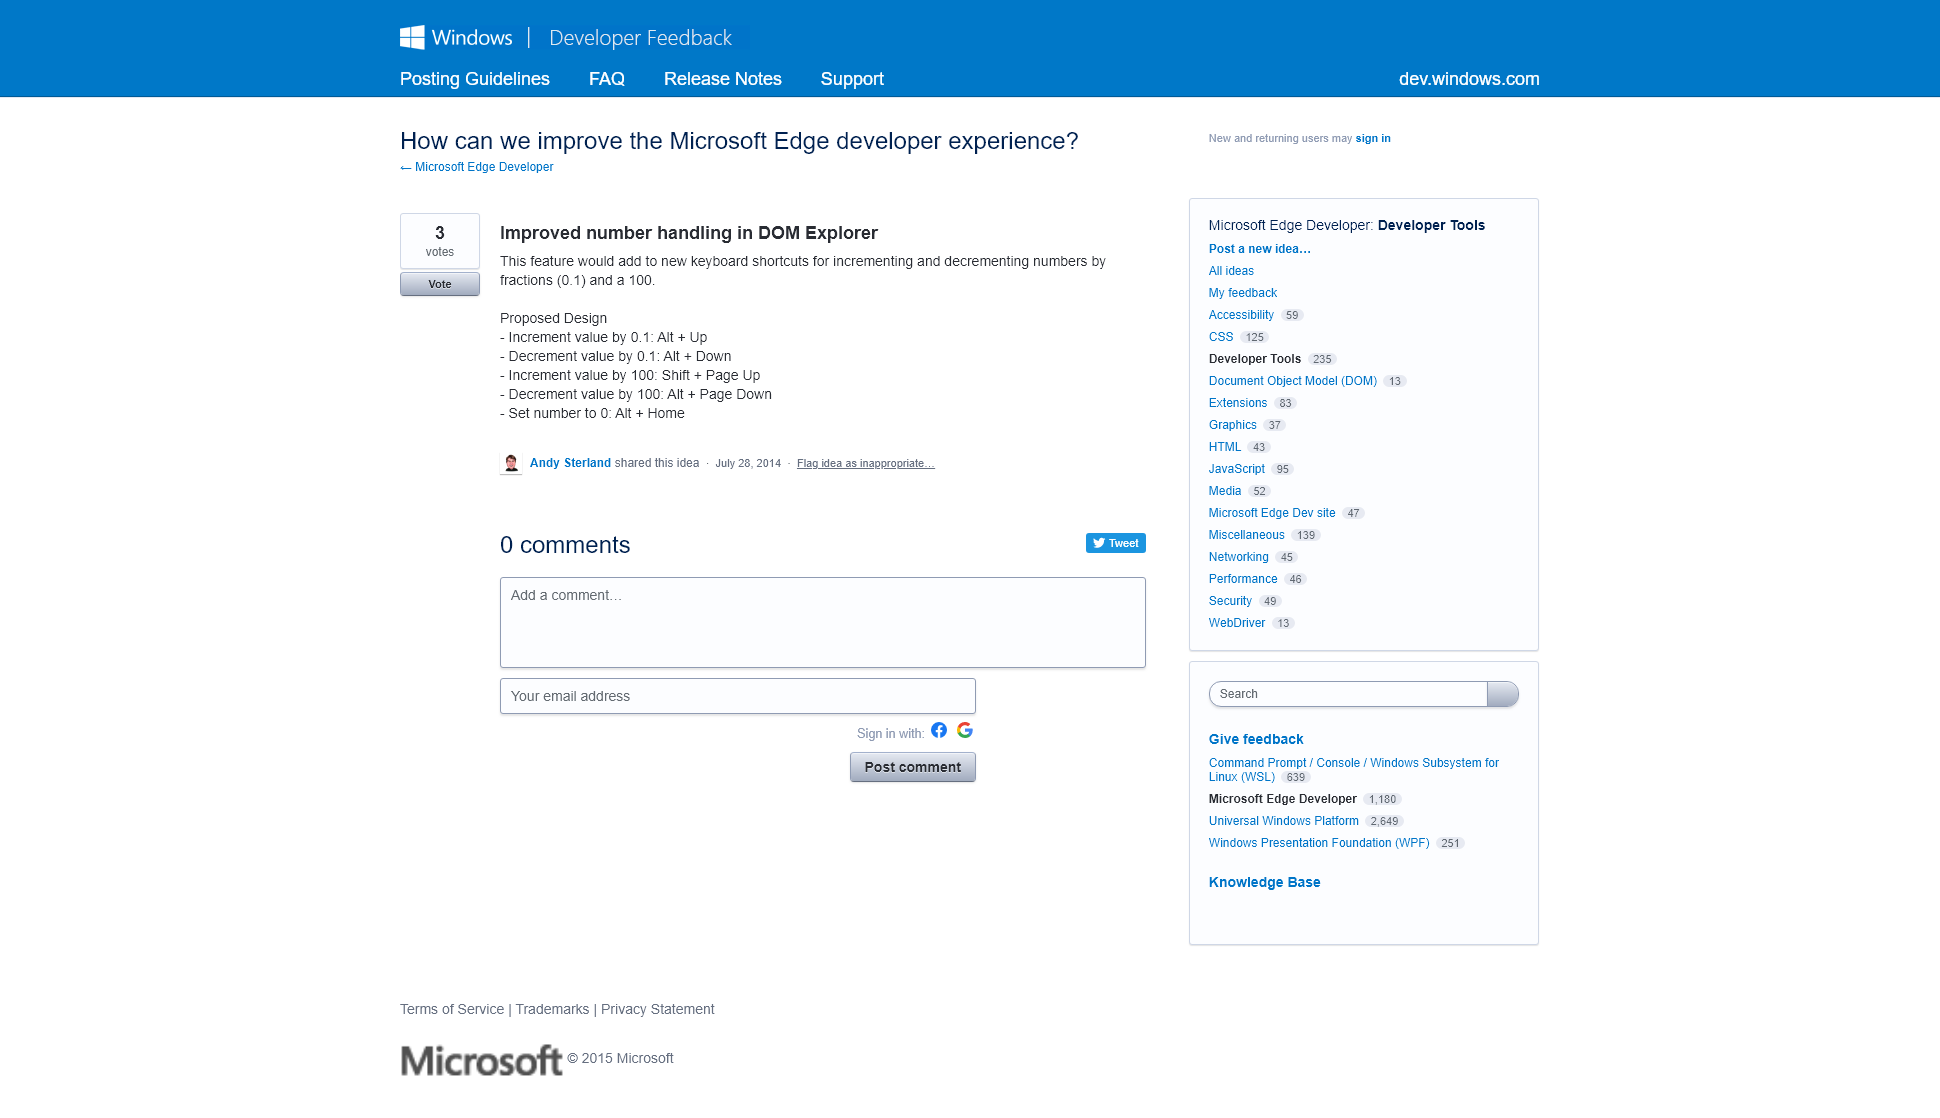 Windows | Developer Feedback
Posting Guidelines FAQ Release Notes Support dev.windows.com
How can we improve the Microsoft Edge developer experience?
← Microsoft Edge Developer
New and returning users may sign in
3
votes
Vote
Improved number handling in DOM Explorer
This feature would add to new keyboard shortcuts for incrementing and decrementing numbers by
fractions (0.1) and a 100.
Proposed Design
- Increment value by 0.1: Alt + Up
- Decrement value by 0.1: Alt + Down
- Increment value by 100: Shift + Page Up
- Decrement value by 100: Alt + Page Down
- Set number to 0: Alt + Home
Andy Sterland shared this idea · July 28, 2014 · Flag idea as inappropriate…
0 comments
Tweet
Add a comment…
Your email address
Sign in with:
Post comment
Microsoft Edge Developer: Developer Tools
Post a new idea…
All ideas
My feedback
Accessibility 59
CSS 125
Developer Tools 235
Document Object Model (DOM) 13
Extensions 83
Graphics 37
HTML 43
JavaScript 95
Media 52
Microsoft Edge Dev site 47
Miscellaneous 139
Networking 45
Performance 46
Security 49
WebDriver 13
Search
Give feedback
Command Prompt / Console / Windows Subsystem for
Linux (WSL) 639
Microsoft Edge Developer 1,180
Universal Windows Platform 2,649
Windows Presentation Foundation (WPF) 251
Knowledge Base
Terms of Service | Trademarks | Privacy Statement
Microsoft © 2015 Microsoft